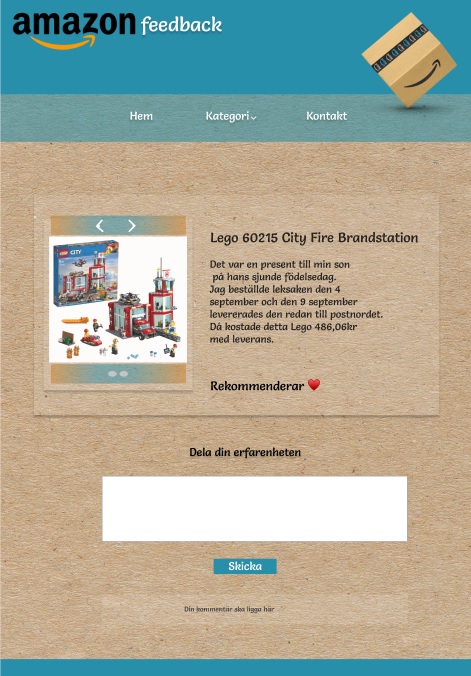 amazon feedback
Hem Kategori Kontakt
Lego 60215 City Fire Brandstation
Det var en present till min son
på hans sjunde födelsedag.
Jag beställde leksaken den 4
september och den 9 september
levererades den redan till postnordet.
Då kostade detta Lego 486,06kr
med leverans.
Rekommenderar
CITY
Dela din erfarenheten
Skicka
Din kommentar ska ligga här